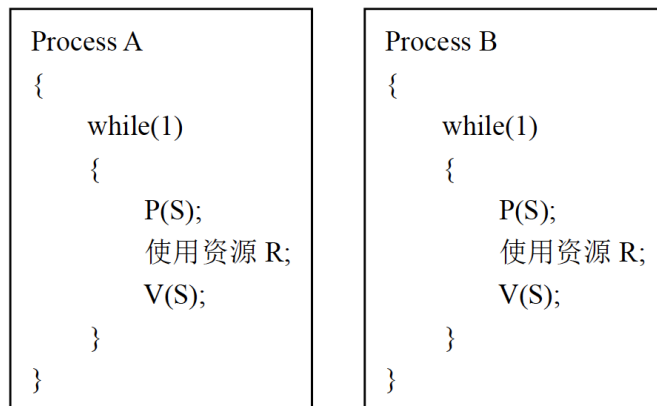 Process A
{
while(1)
{
P(S);
使用资源 R;
V(S);
}
}
Process B
{
while(1)
{
P(S);
使用资源 R;
V(S);
}
}